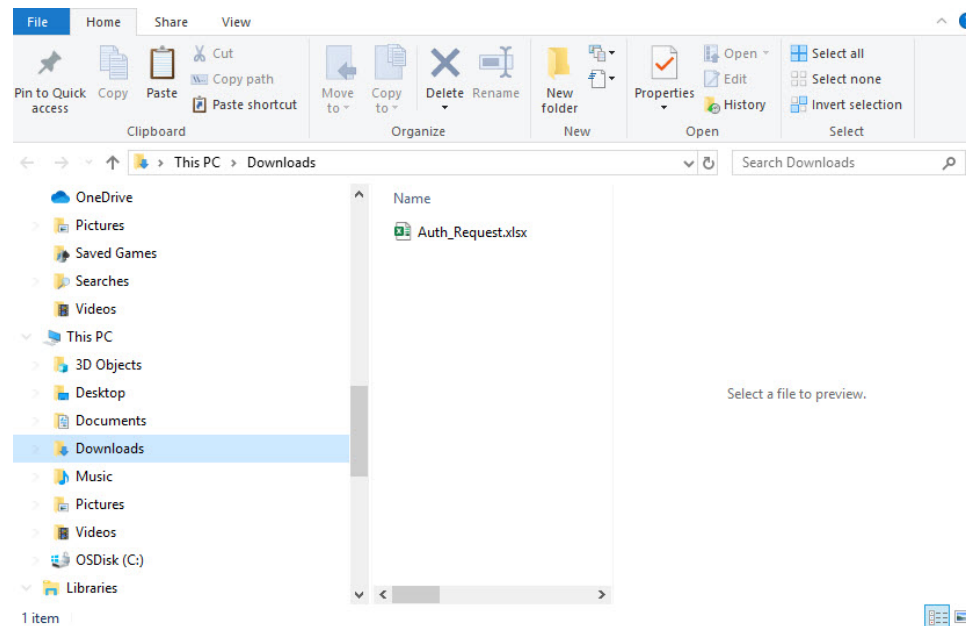 File Home Share View
Pin to Quick access
Copy
Paste
Cut
Copy path
Paste shortcut
Clipboard
Move to
Copy to
Delete
Rename
Organize
New folder
New
Properties
Open
Edit
History
Open
Select all
Select none
Invert selection
Select
This PC > Downloads
Search Downloads
OneDrive
Pictures
Saved Games
Searches
Videos
This PC
3D Objects
Desktop
Documents
Downloads
Music
Pictures
Videos
OSDisk (C:)
Libraries
Name
Auth_Request.xlsx
Select a file to preview.
1 item